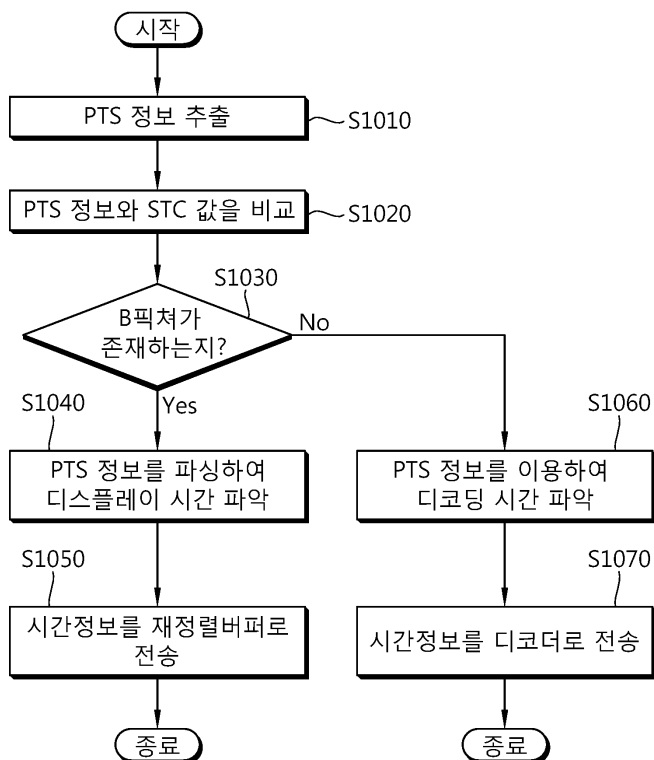 시작
PTS 정보 추출
S1010
PTS 정보와 STC 값을 비교
S1020
S1030
B픽쳐가
존재하는지?
No
Yes
S1040
PTS 정보를 파싱하여
디스플레이 시간 파악
S1060
PTS 정보를 이용하여
디코딩 시간 파악
S1050
시간정보를 재정렬버퍼로
전송
S1070
시간정보를 디코더로 전송
종료
종료